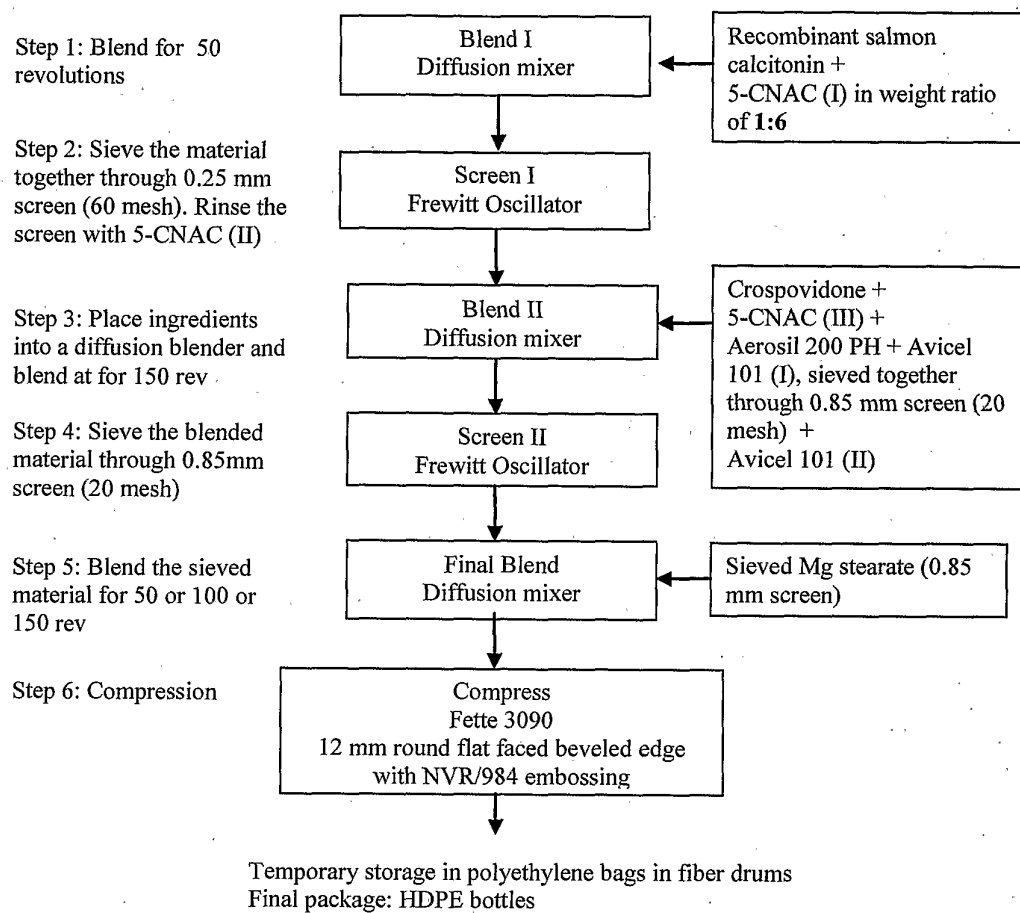 Step 1: Blend for 50
revolutions
Blend I
Diffusion mixer
Recombinant salmon
calcitonin +
5-CNAC (I) in weight ratio
of 1:6
Step 2: Sieve the material
together through 0.25 mm
screen (60 mesh). Rinse the
screen with 5-CNAC (II)
Screen I
Frewitt Oscillator
Step 3: Place ingredients
into a diffusion blender and
blend at for 150 rev
Blend II
Diffusion mixer
Crospovidone +
5-CNAC (III) +
Aerosil 200 PH + Avicel
101 (I), sieved together
through 0.85 mm screen (20
mesh) +
Avicel 101 (II)
Step 4: Sieve the blended
material through 0.85mm
screen (20 mesh)
Screen II
Frewitt Oscillator
Step 5: Blend the sieved
material for 50 or 100 or
150 rev
Final Blend
Diffusion mixer
Sieved Mg stearate (0.85
mm screen)
Step 6: Compression
Compress
Fette 3090
12 mm round flat faced beveled edge
with NVR/984 embossing
Temporary storage in polyethylene bags in fiber drums
Final package: HDPE bottles